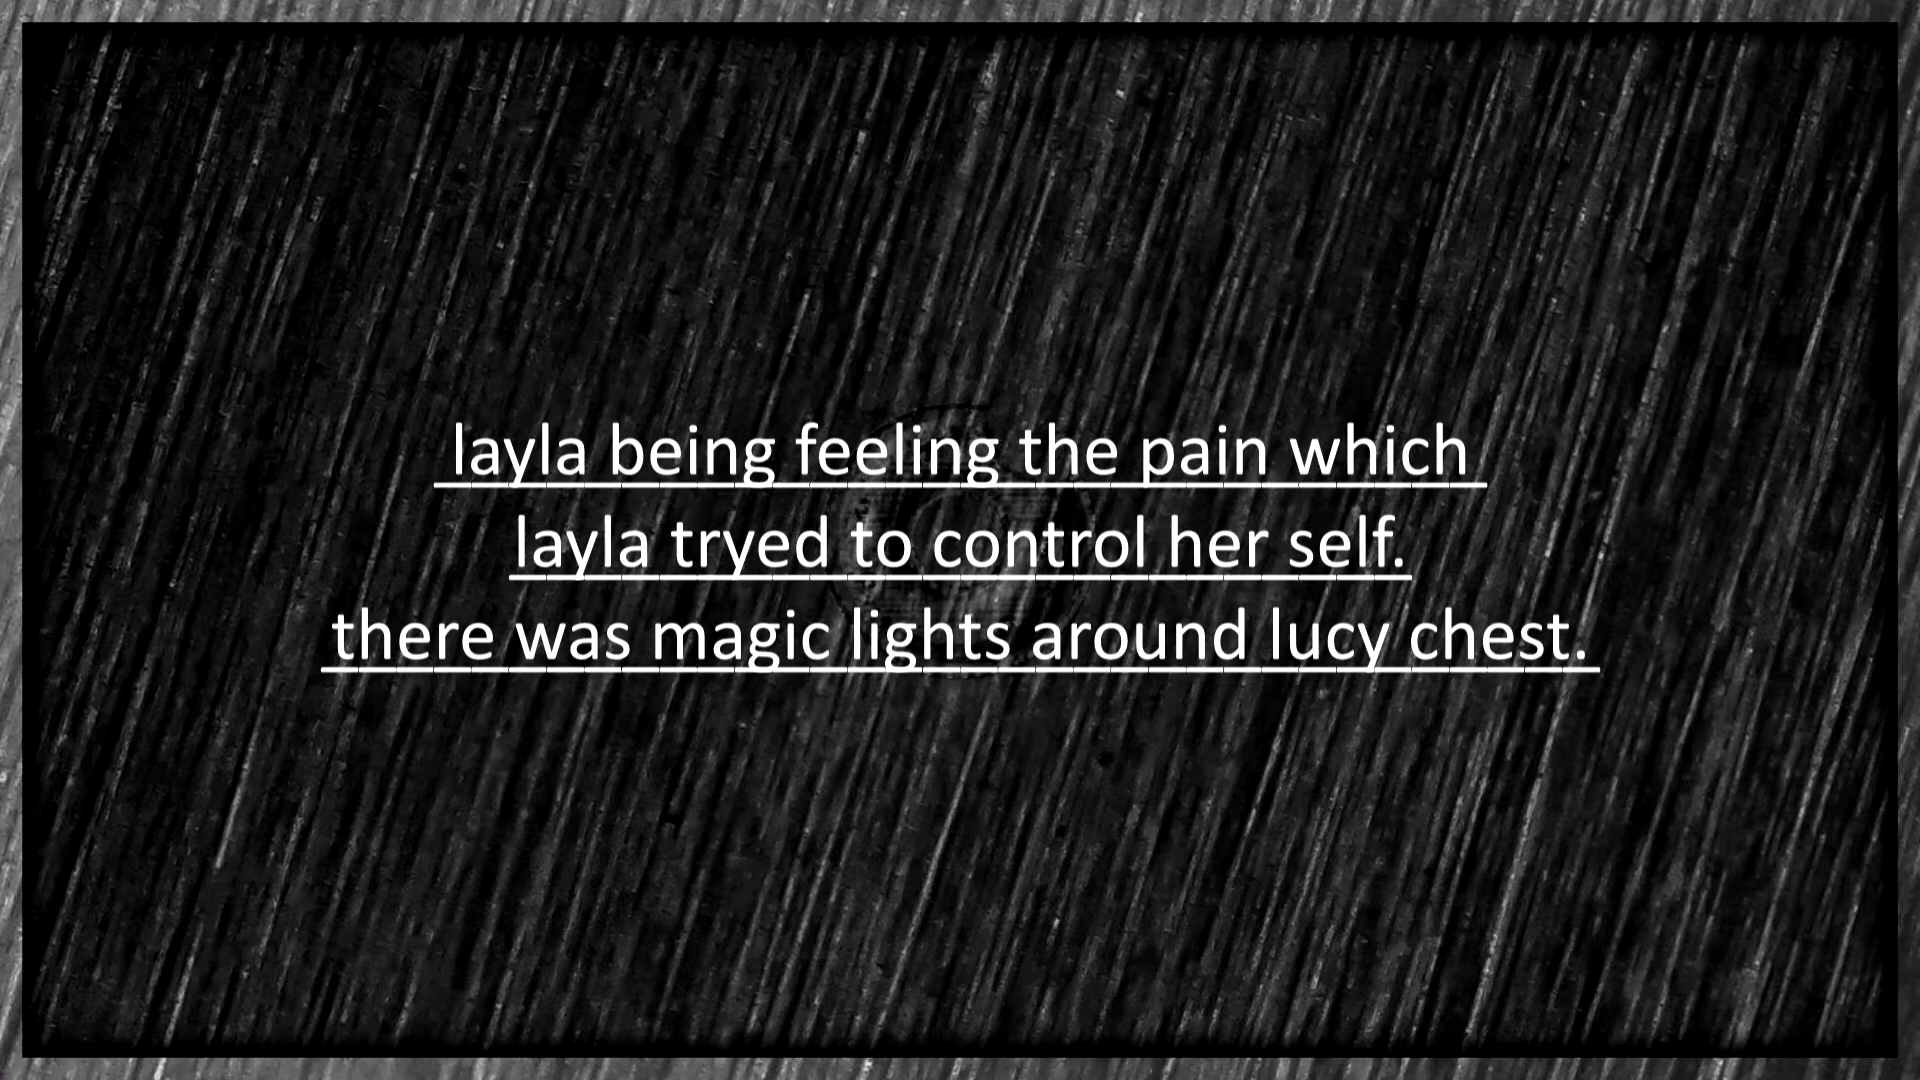 layla being feeling the pain which
layla tryed to control her self.
there was magic lights around lucy chest.